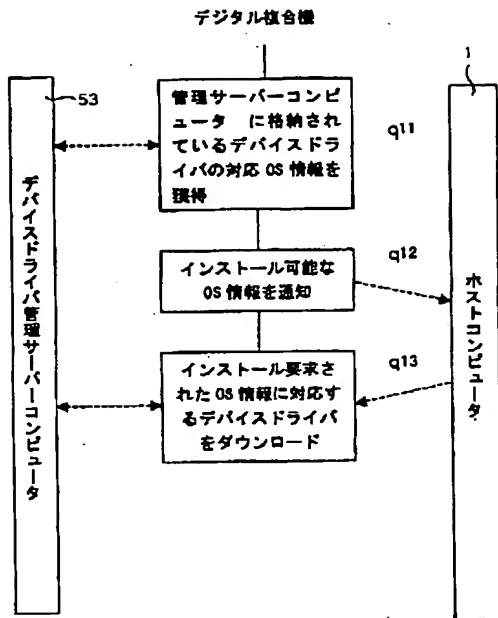 デジタル複合機
1
53
管理サーバーコンピ
ュータ に格納され
ているデバイスドラ
イバの対応 OS 情報を
獲得
q11
デバイスドライバ管理サーバーコンピュータ
インストール可能な
OS 情報を通知
q12
ホストコンピュータ
インストール要求さ
れた OS 情報に対応す
るデバイスドライバ
をダウンロード
q13